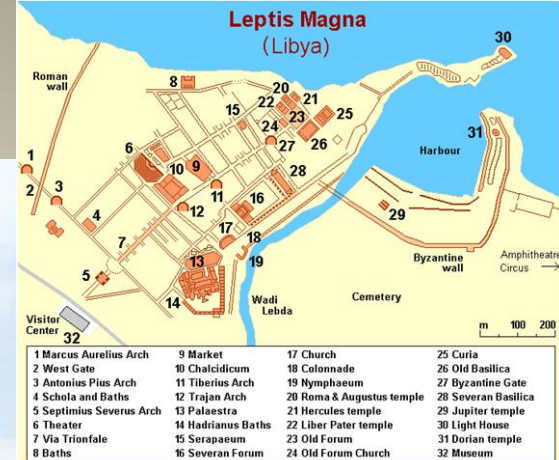 Leptis Magna
(Libya)
30
Roman
wall
8
20
21
22
15
25
23
24
31
6
1
27
26
Harbour
10
9
2
3
28
11
16
12
4
29
7
17
18
Byzantine
wall
Amphitheatre
Circus
13
19
5
14
Wadi
Lebda
Cemetery
Visitor
Center
32
m 100 200
1 Marcus Aurelius Arch
2 West Gate
3 Antonius Pius Arch
4 Schola and Baths
5 Septimius Severus Arch
6 Theater
7 Via Trionfale
8 Baths
9 Market
10 Chalcidicum
11 Tiberius Arch
12 Trajan Arch
13 Palaestra
14 Hadrianus Baths
15 Serapaeum
16 Severan Forum
17 Church
18 Colonnade
19 Nymphaeum
20 Roma & Augustus temple
21 Hercules temple
22 Liber Pater temple
23 Old Forum
24 Old Forum Church
25 Curia
26 Old Basilica
27 Byzantine Gate
28 Severan Basilica
29 Jupiter temple
30 Light House
31 Dorian temple
32 Museum